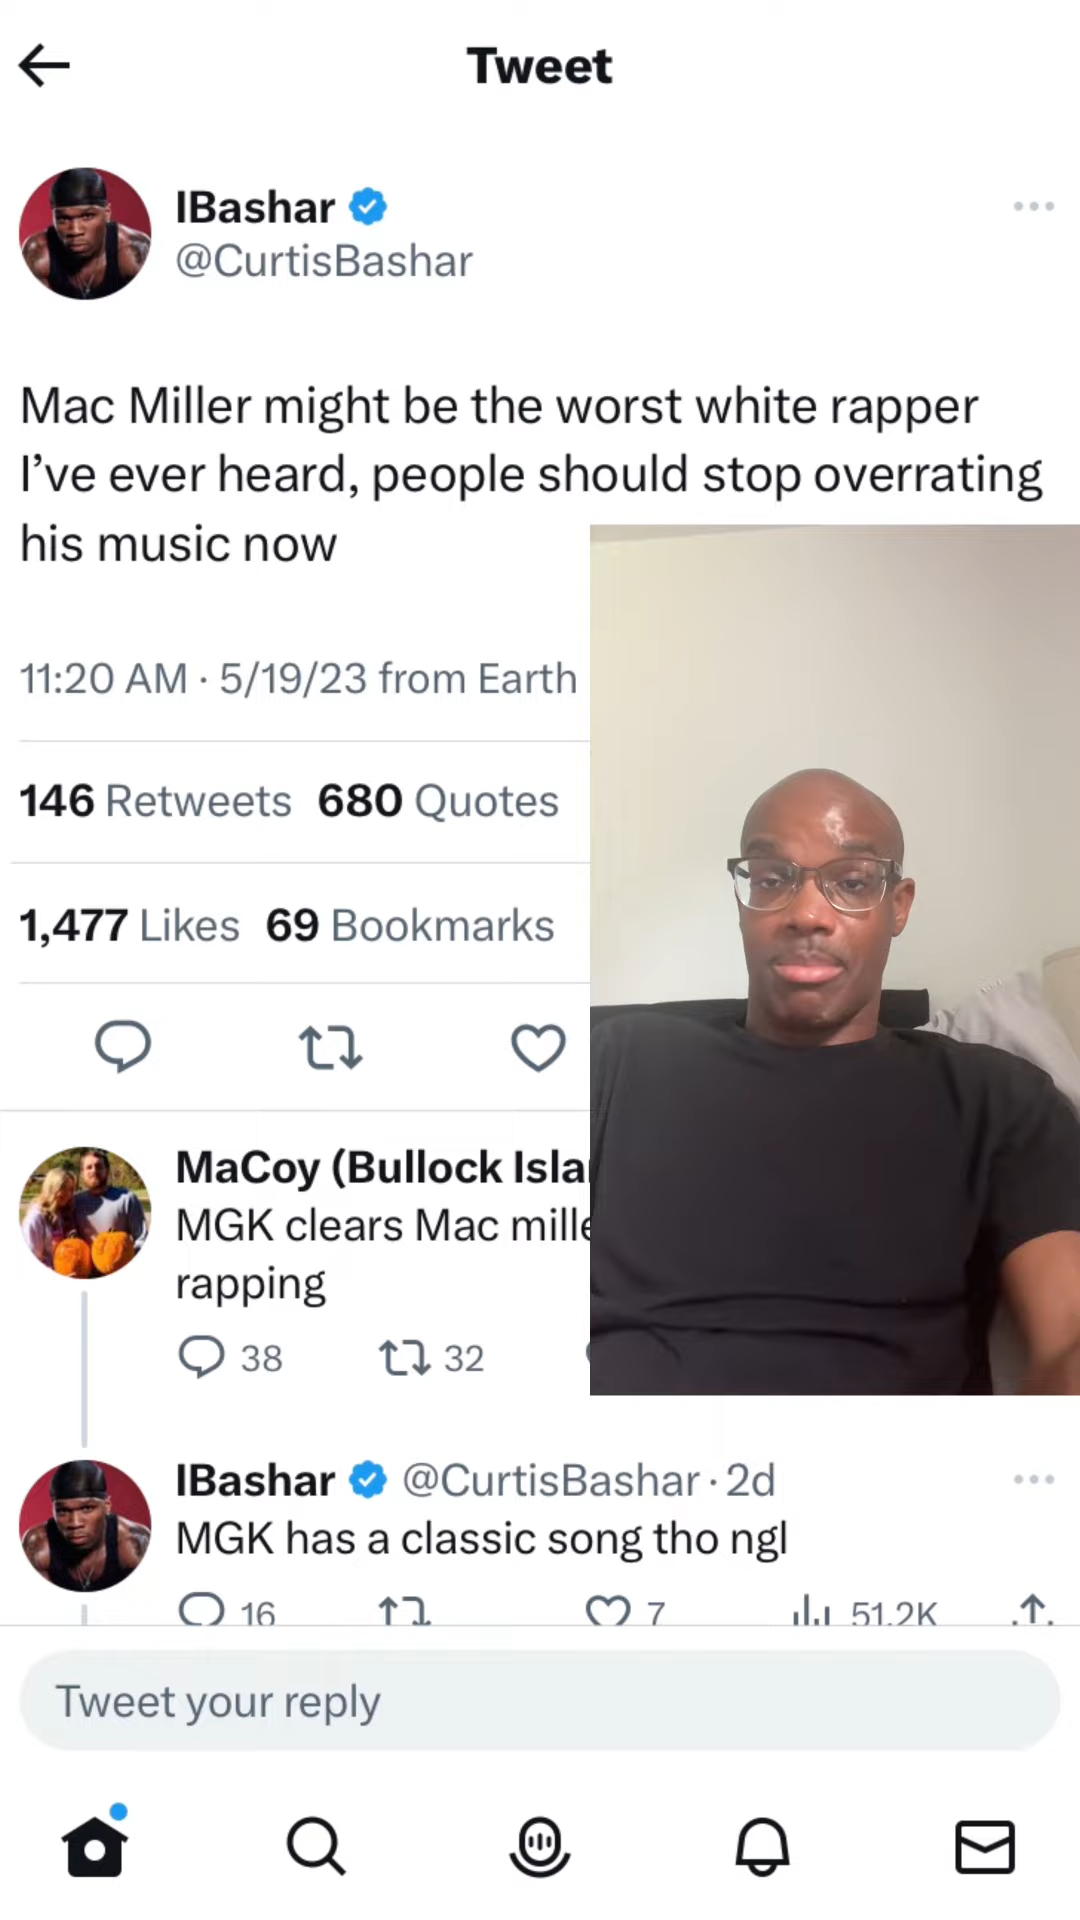 Tweet
IBashar
@CurtisBashar
Mac Miller might be the worst white rapper
I've ever heard, people should stop overrating
his music now
11:20 AM · 5/19/23 from Earth
146 Retweets 680 Quotes
1,477 Likes 69 Bookmarks
MaCoy (Bullock Isla
MGK clears Mac mille
rapping
38 32
IBashar @CurtisBashar · 2d
MGK has a classic song tho ngl
16 7 51.2K
Tweet your reply